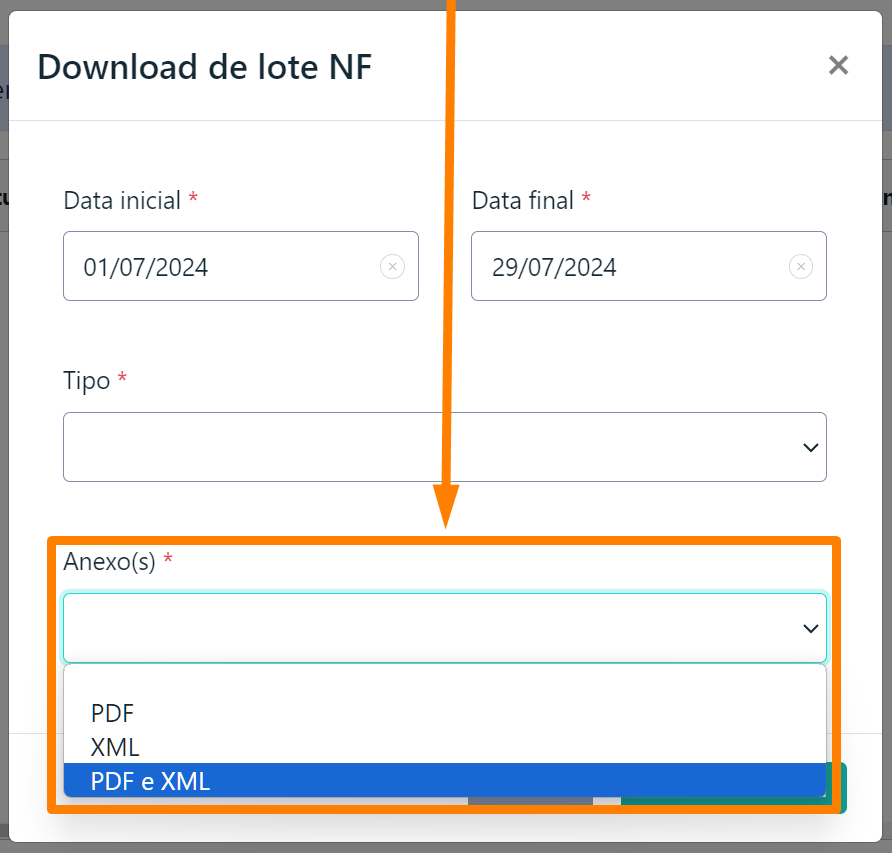 Download de lote NF
Data inicial *
Data final *
01/07/2024
29/07/2024
Tipo *
Anexo(s) *
PDF
XML
PDF e XML